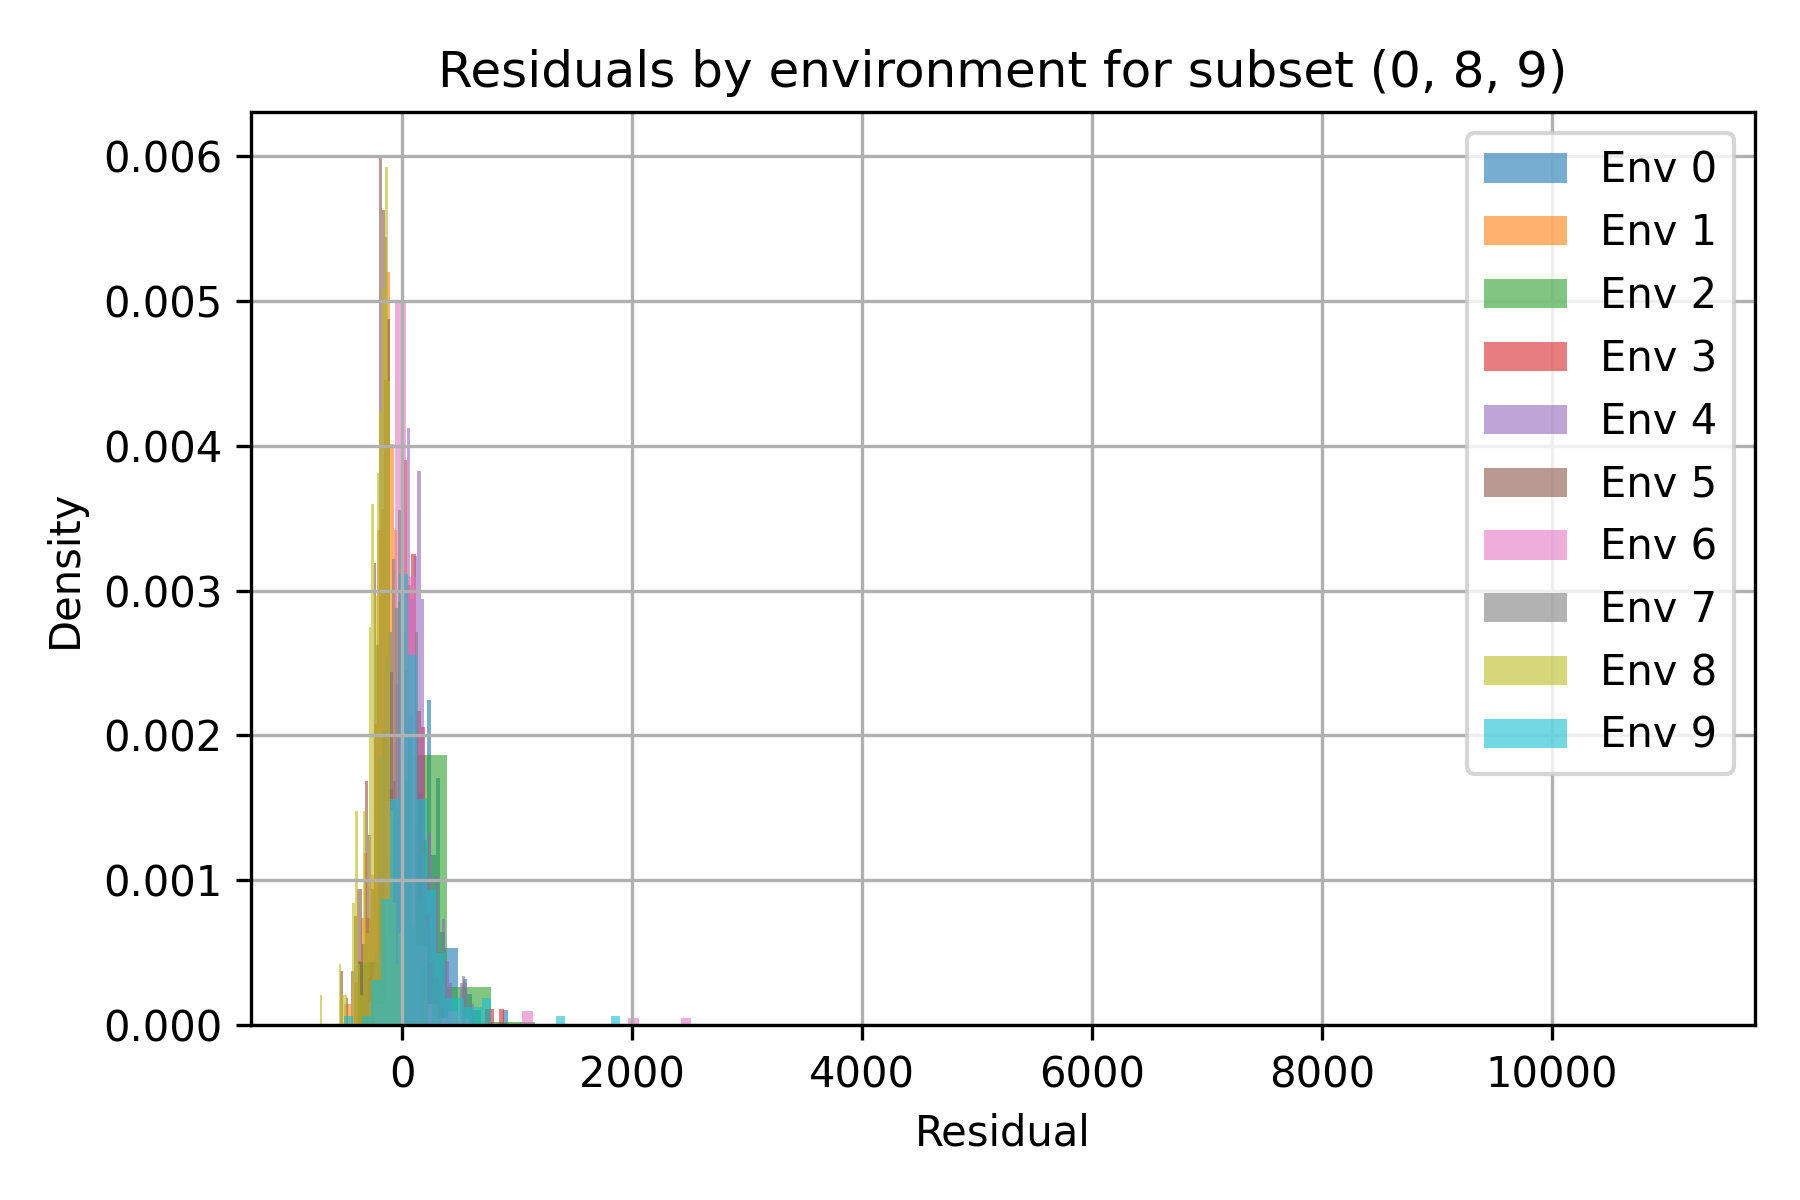 Residuals by environment for subset (0, 8, 9)
0.006
0.005
0.004
0.003
0.002
0.001
0.000
Density
0 2000 4000 6000 8000 10000
Residual
Env 0
Env 1
Env 2
Env 3
Env 4
Env 5
Env 6
Env 7
Env 8
Env 9